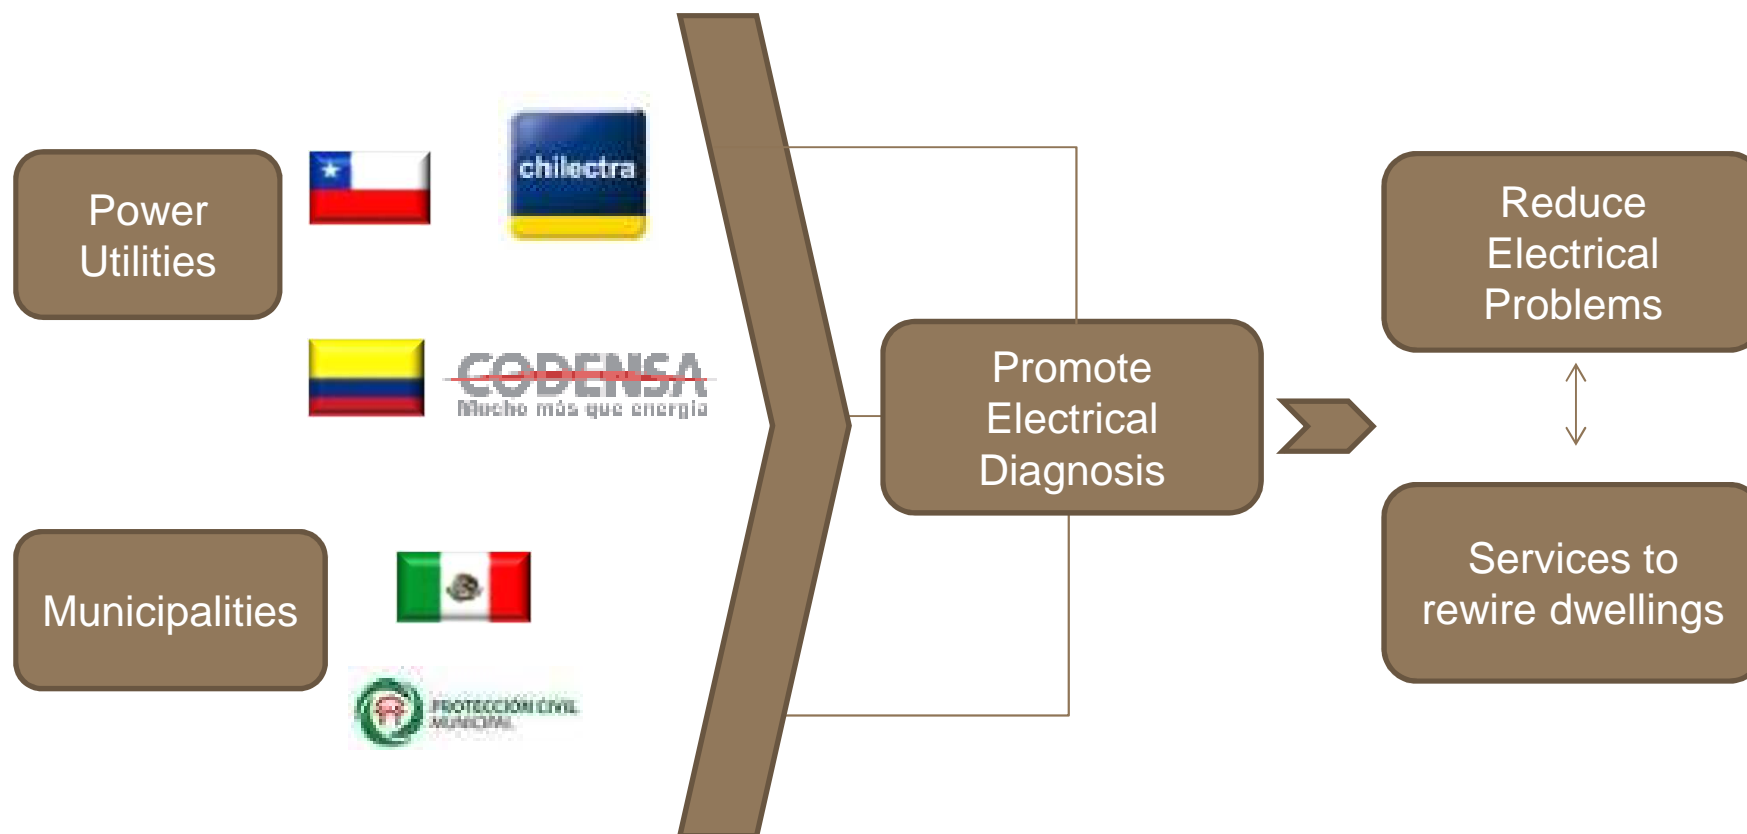 Power
Utilities
chilectra
CODENSA
Mucho más que energía
Municipalities
PROTECCIÓN CIVIL
MUNICIPAL
Promote
Electrical
Diagnosis
Reduce
Electrical
Problems
Services to
rewire dwellings